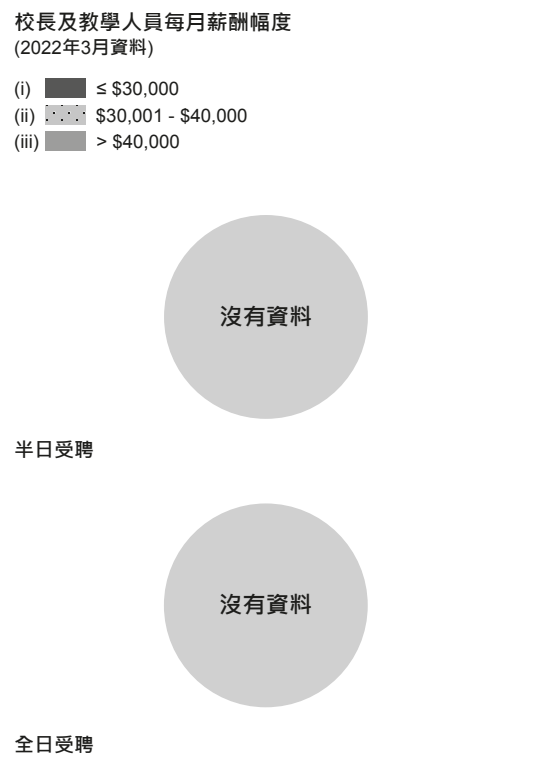 校長及教學人員每月薪酬幅度
(2022年3月資料)
(i) ≤ $30,000
(ii) $30,001 - $40,000
(iii) > $40,000
沒有資料
半日受聘
沒有資料
全日受聘